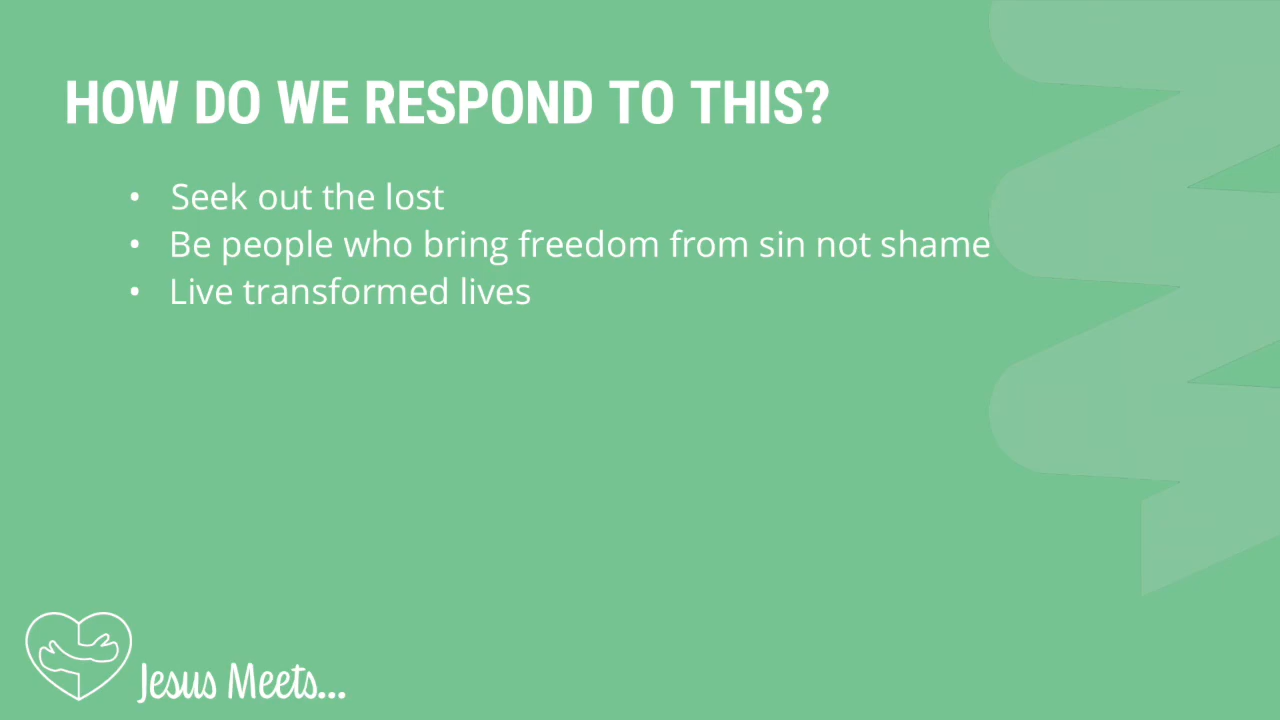 HOW DO WE RESPOND TO THIS?
• Seek out the lost
• Be people who bring freedom from sin not shame
• Live transformed lives
Jesus Meets...